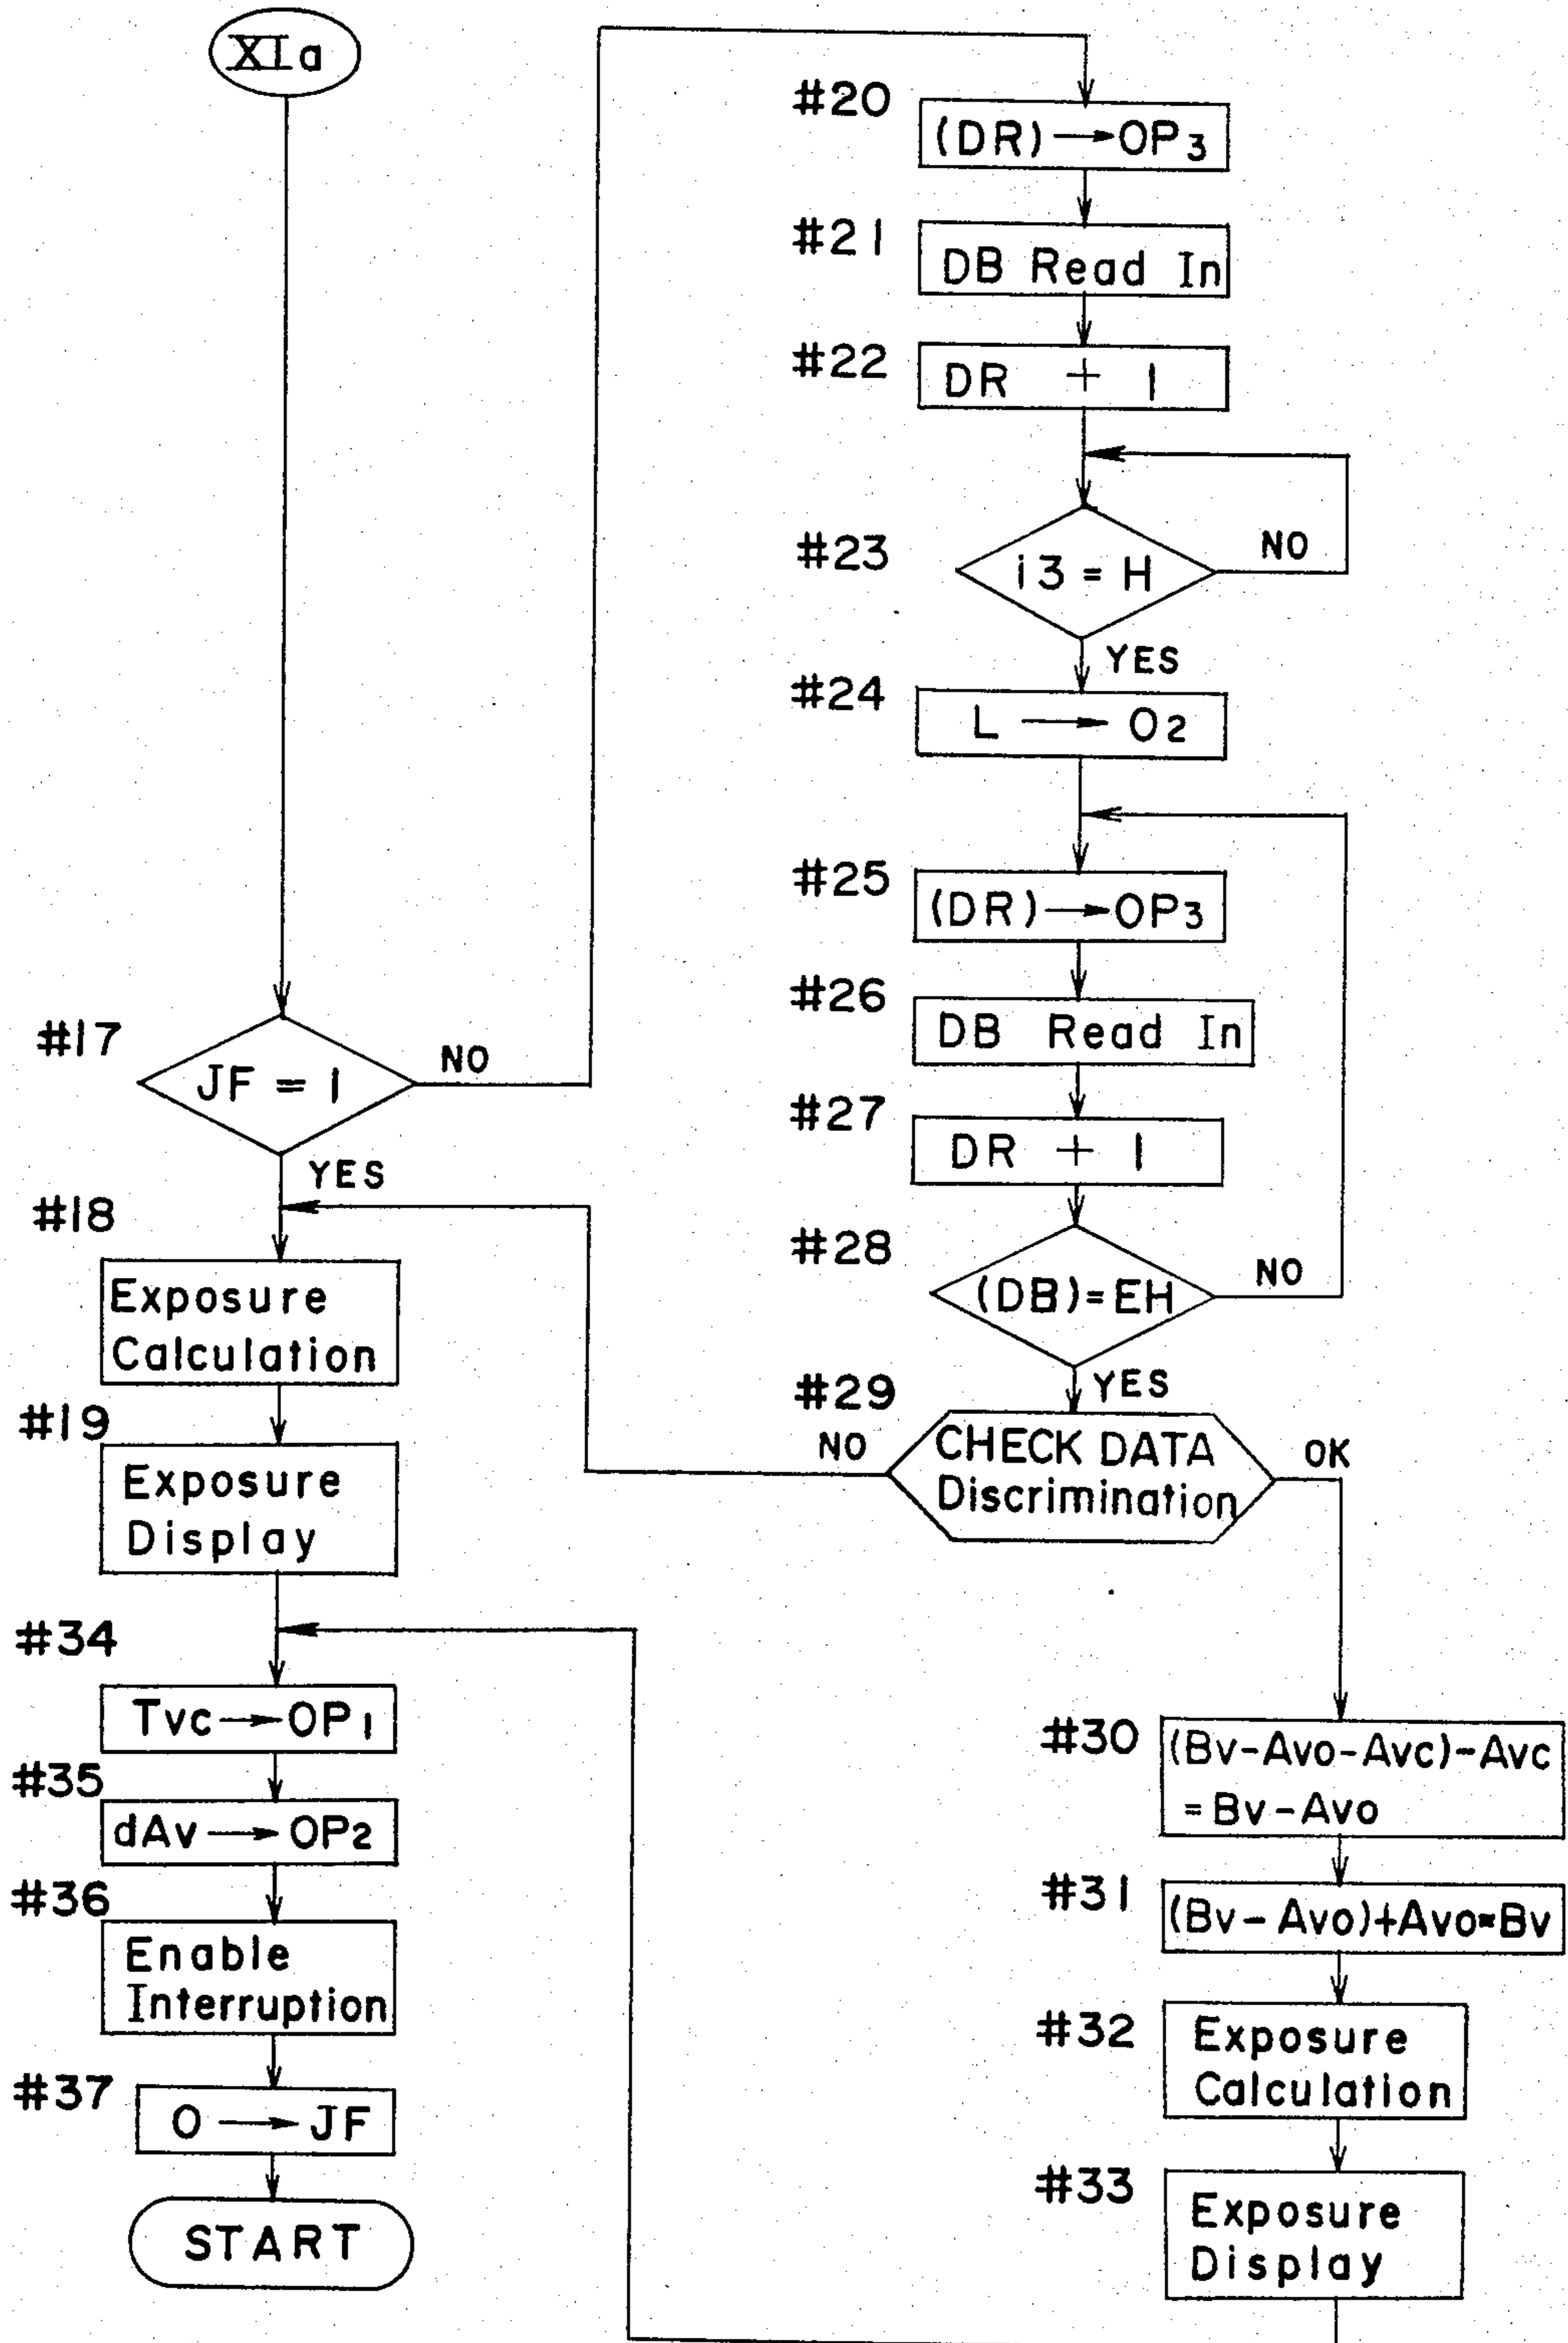 XIa
#17
JF = 1
NO
YES
#18
Exposure
Calculation
#19
Exposure
Display
#34
Tvc→OP1
#35
dAv→OP2
#36
Enable
Interruption
#37
0→JF
START
#20
(DR)→OP3
#21
DB Read In
#22
DR + 1
#23
i3 = H
NO
YES
#24
L→O2
#25
(DR)→OP3
#26
DB Read In
#27
DR + 1
#28
(DB)=EH
NO
YES
#29
CHECK DATA
Discrimination
NO
OK
#30
(Bv-Avo-Avc)-Avc
=Bv-Avo
#31
(Bv-Avo)+Avo=Bv
#32
Exposure
Calculation
#33
Exposure
Display